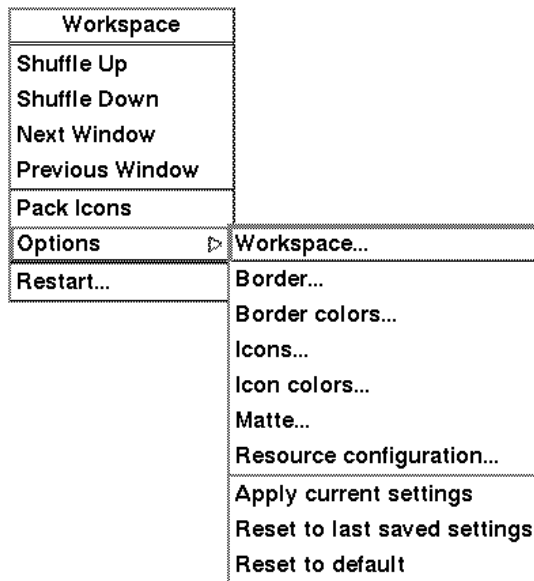 Workspace
Shuffle Up
Shuffle Down
Next Window
Previous Window
Pack Icons
Options
Restart...
Workspace...
Border...
Border colors...
Icons...
Icon colors...
Matte...
Resource configuration...
Apply current settings
Reset to last saved settings
Reset to default